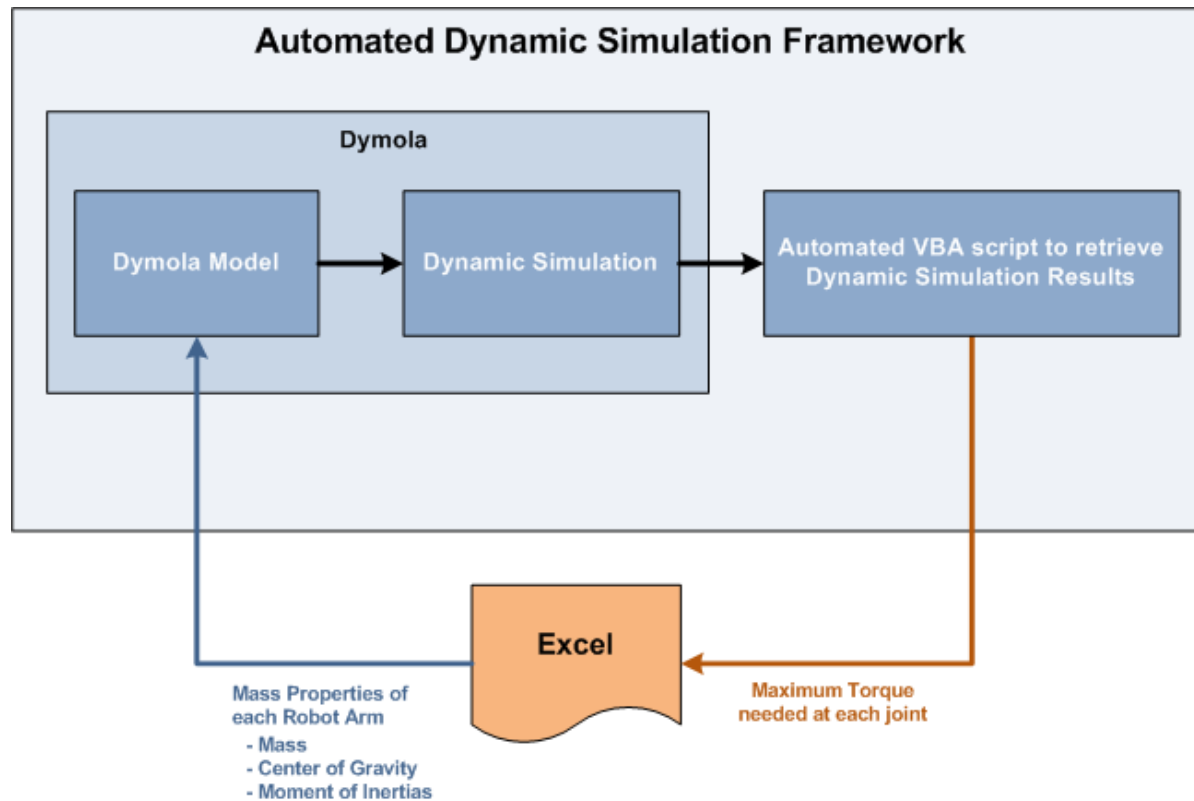 Automated Dynamic Simulation Framework
Dymola
Dymola Model
Dynamic Simulation
Automated VBA script to retrieve
Dynamic Simulation Results
Excel
Mass Properties of
each Robot Arm
- Mass
- Center of Gravity
- Moment of Inertias
Maximum Torque
needed at each joint